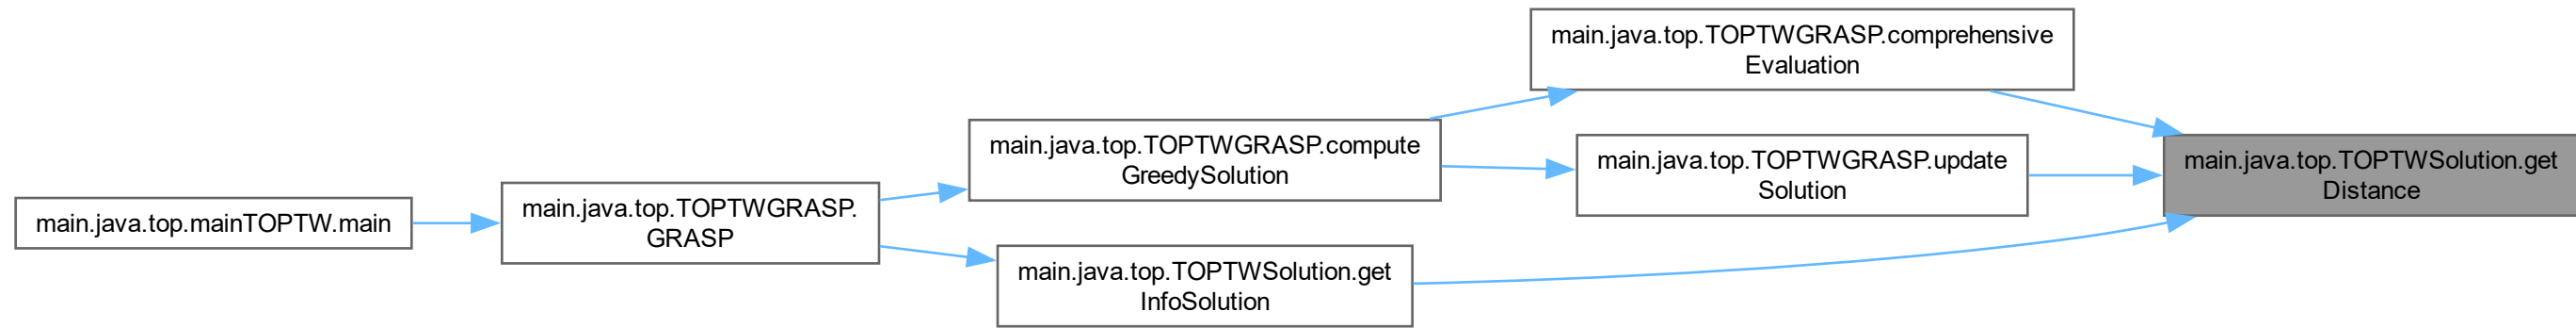 main.java.top.mainTOPTW.main
main.java.top.TOPTWGRASP.
GRASP
main.java.top.TOPTWGRASP.compute
GreedySolution
main.java.top.TOPTWSolution.get
InfoSolution
main.java.top.TOPTWGRASP.comprehensive
Evaluation
main.java.top.TOPTWGRASP.update
Solution
main.java.top.TOPTWSolution.get
Distance